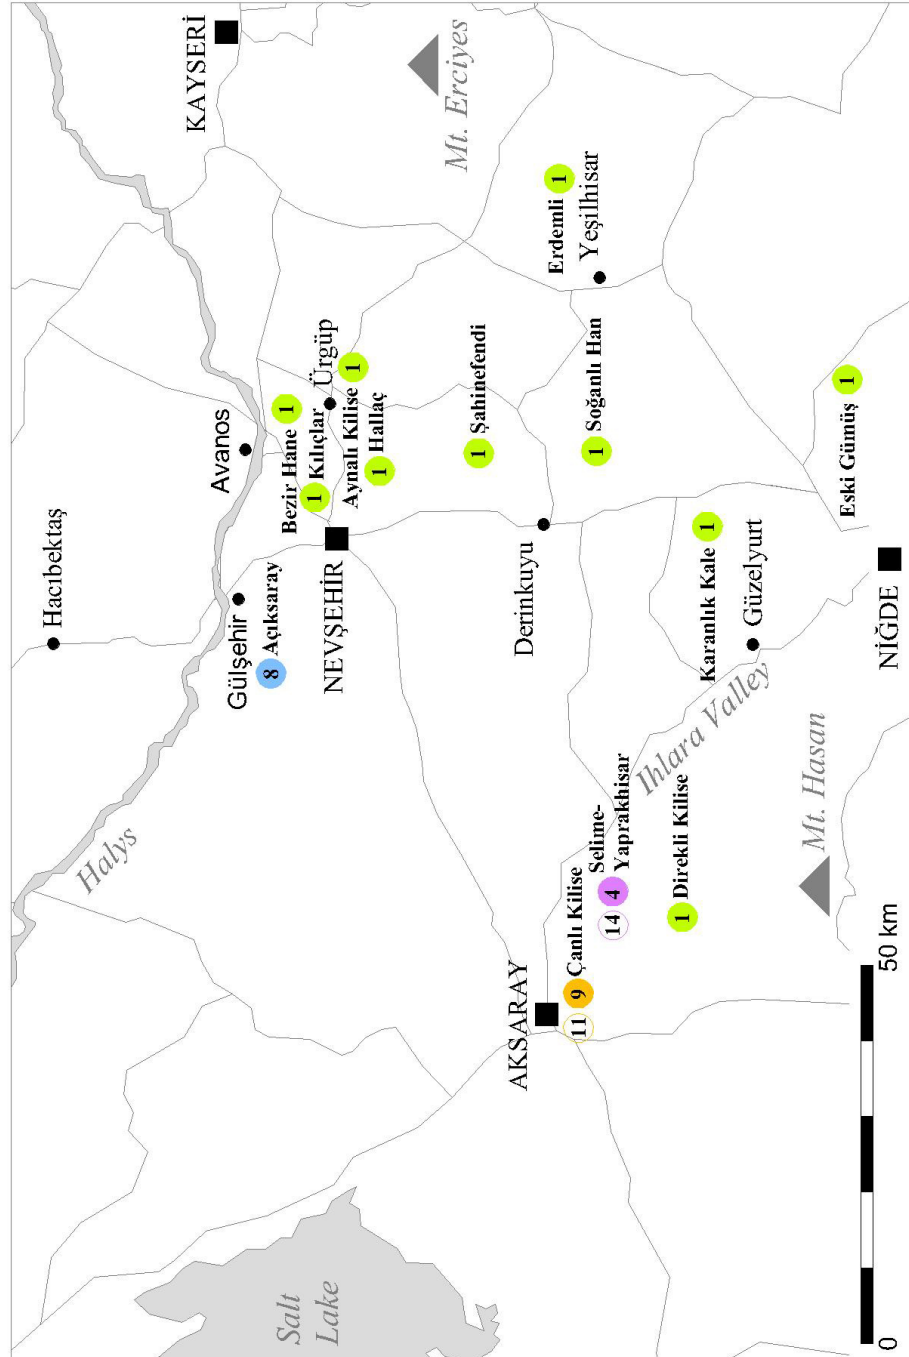 KAYSERİ
Mt. Erciyes
Hacıbektaş
Avanos
Gülşehir
8 Açıksaray
Bezir Hane 1
1 Kılıçlar
Ürgüp
Aynalı Kilise 1
1 Hallaç
NEVŞEHİR
Halys
1 Şahinefendi
Erdemli 1
Yeşilhisar
1 Soğanlı Han
Derinkuyu
AKSARAY
11 9 Çanlı Kilise
Selime-
14 4 Yaprakhisar
Ihlara Valley
1 Direkli Kilise
Karanlık Kale 1
Güzelyurt
Eski Gümüş 1
NİĞDE
Mt. Hasan
Salt
Lake
0
50 km